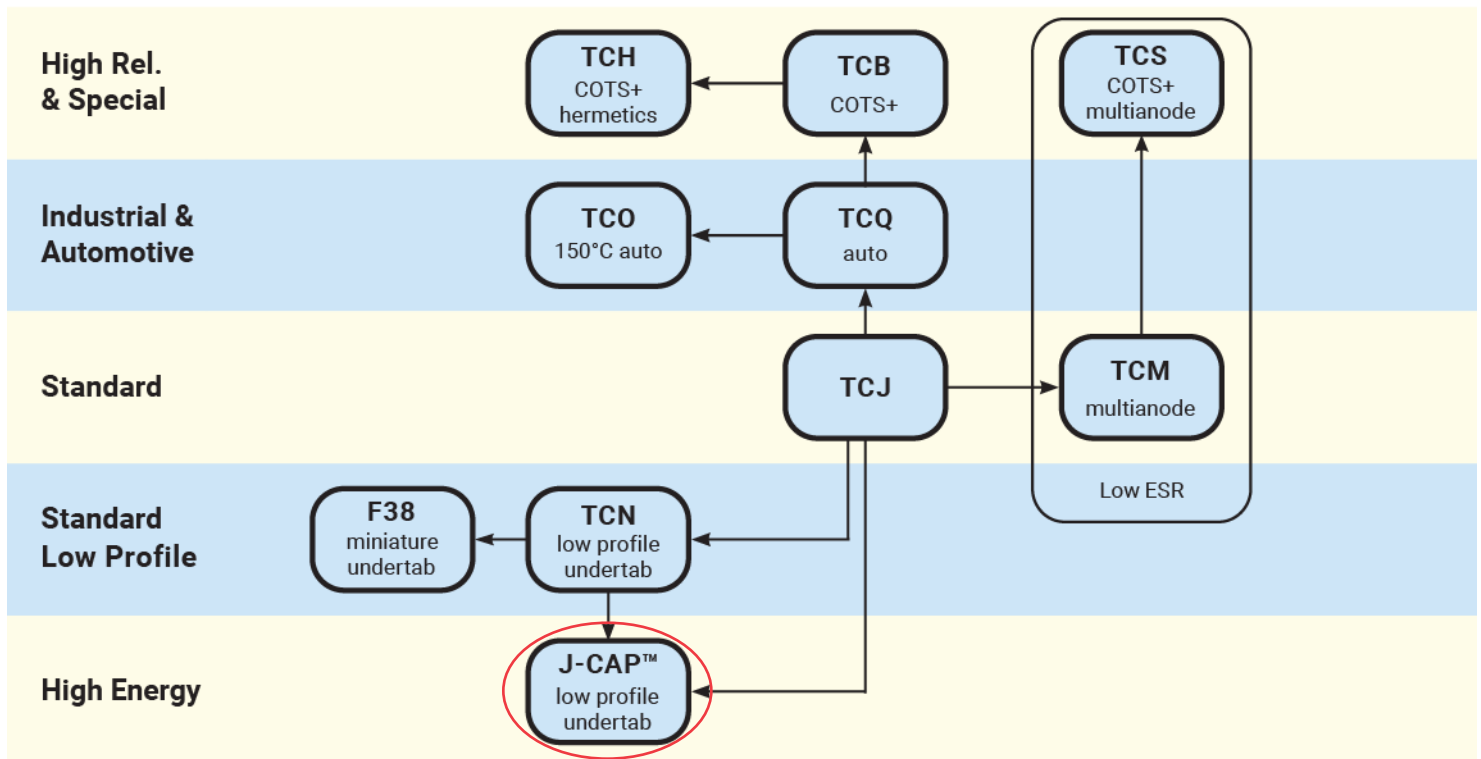 High Rel.
& Special
TCH
COTS+
hermetics
TCB
COTS+
TCS
COTS+
multianode
Industrial &
Automotive
TCO
150°C auto
TCQ
auto
Standard
TCJ
TCM
multianode
Low ESR
Standard
Low Profile
F38
miniature
undertab
TCN
low profile
undertab
High Energy
J-CAP™
low profile
undertab